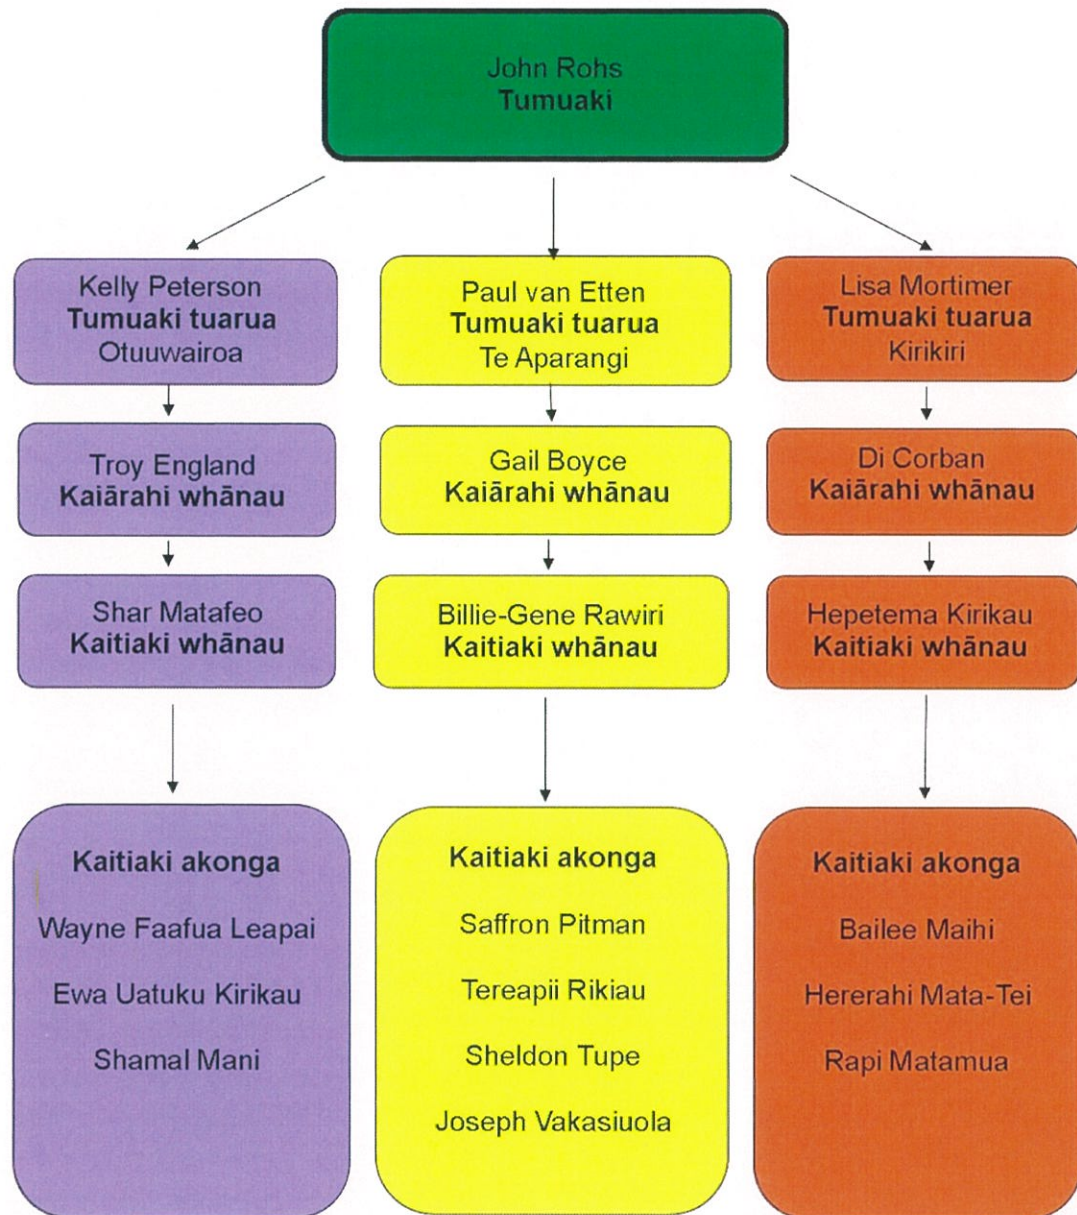 John Rohs
Tumuaki
Kelly Peterson
Tumuaki tuarua
Otuuwairoa
Paul van Etten
Tumuaki tuarua
Te Aparangi
Lisa Mortimer
Tumuaki tuarua
Kirikiri
Troy England
Kaiārahi whānau
Gail Boyce
Kaiārahi whānau
Di Corban
Kaiārahi whānau
Shar Matafeo
Kaitiaki whānau
Billie-Gene Rawiri
Kaitiaki whānau
Hepetema Kirikau
Kaitiaki whānau
Kaitiaki akonga
Wayne Faafua Leapai
Ewa Uatuku Kirikau
Shamal Mani
Kaitiaki akonga
Saffron Pitman
Tereapii Rikiau
Sheldon Tupe
Joseph Vakasiuola
Kaitiaki akonga
Bailee Maihi
Hererahi Mata-Tei
Rapi Matamua